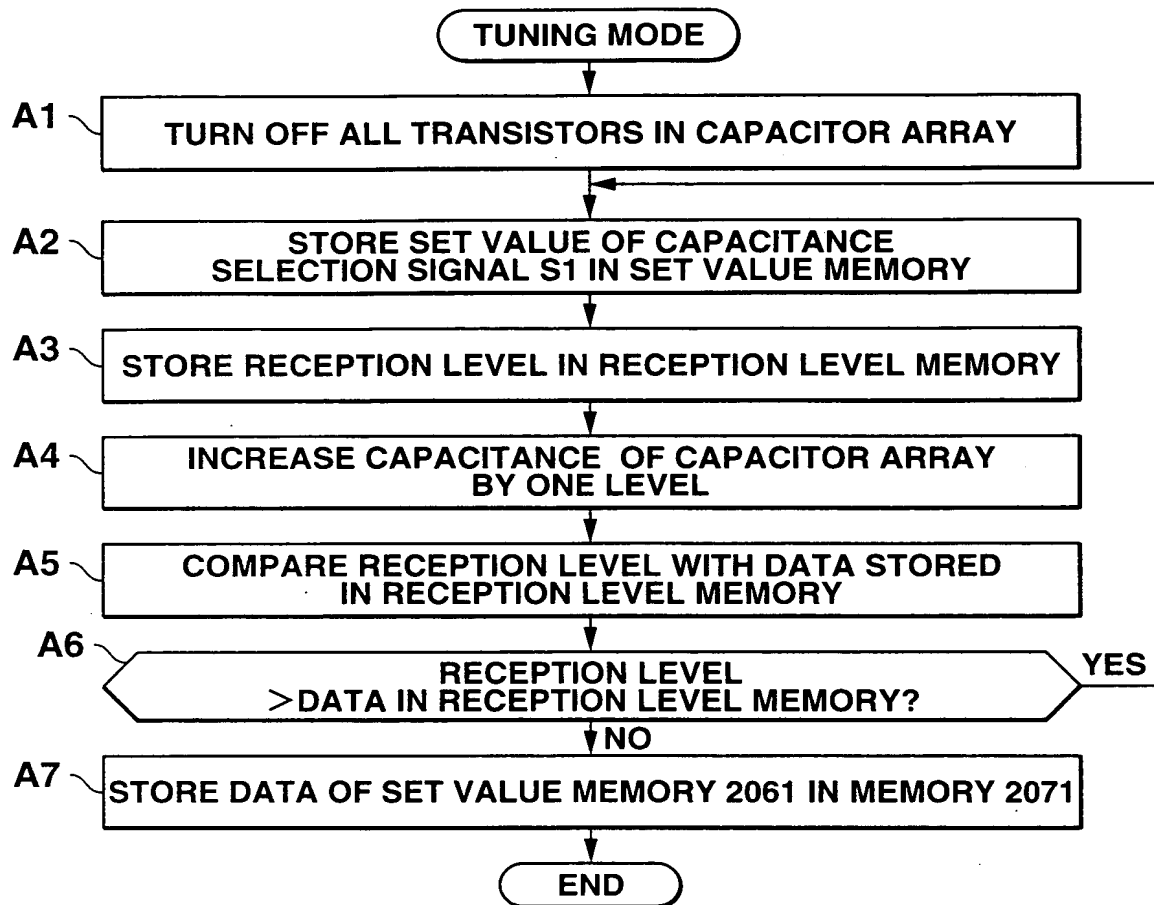 TUNING MODE
A1
TURN OFF ALL TRANSISTORS IN CAPACITOR ARRAY
A2
STORE SET VALUE OF CAPACITANCE
SELECTION SIGNAL S1 IN SET VALUE MEMORY
A3
STORE RECEPTION LEVEL IN RECEPTION LEVEL MEMORY
A4
INCREASE CAPACITANCE OF CAPACITOR ARRAY
BY ONE LEVEL
A5
COMPARE RECEPTION LEVEL WITH DATA STORED
IN RECEPTION LEVEL MEMORY
A6
RECEPTION LEVEL
>DATA IN RECEPTION LEVEL MEMORY?
YES
NO
A7
STORE DATA OF SET VALUE MEMORY 2061 IN MEMORY 2071
END